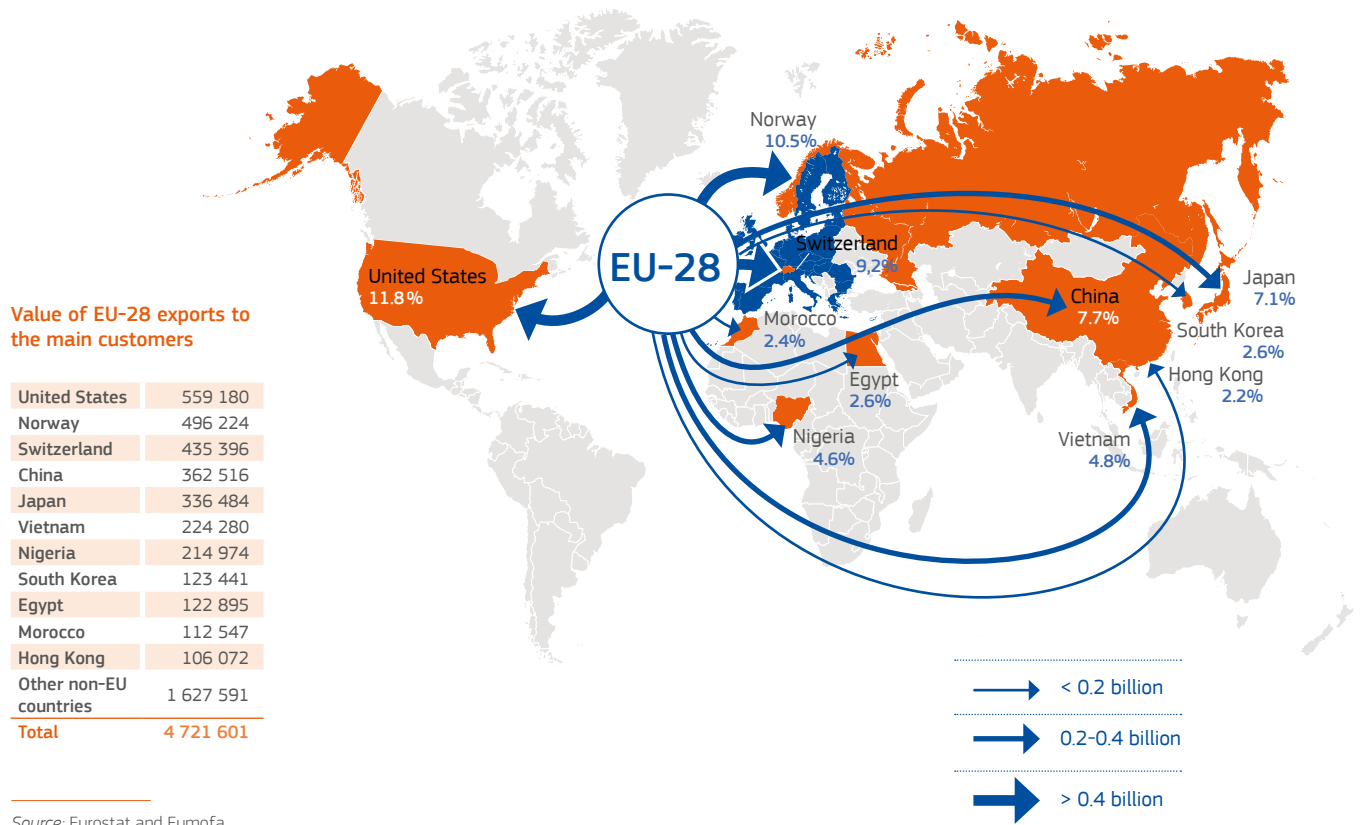 Norway
10.5%
EU-28
Switzerland
9,2%
United States
11.8%
China
7.7%
Japan
7.1%
Morocco
2.4%
South Korea
2.6%
Egypt
2.6%
Hong Kong
2.2%
Nigeria
4.6%
Vietnam
4.8%
Value of EU-28 exports to
the main customers
United States 559 180
Norway 496 224
Switzerland 435 396
China 362 516
Japan 336 484
Vietnam 224 280
Nigeria 214 974
South Korea 123 441
Egypt 122 895
Morocco 112 547
Hong Kong 106 072
Other non-EU
countries 1 627 591
Total 4 721 601
< 0.2 billion
0.2-0.4 billion
> 0.4 billion
Source: Eurostat and Eumofa